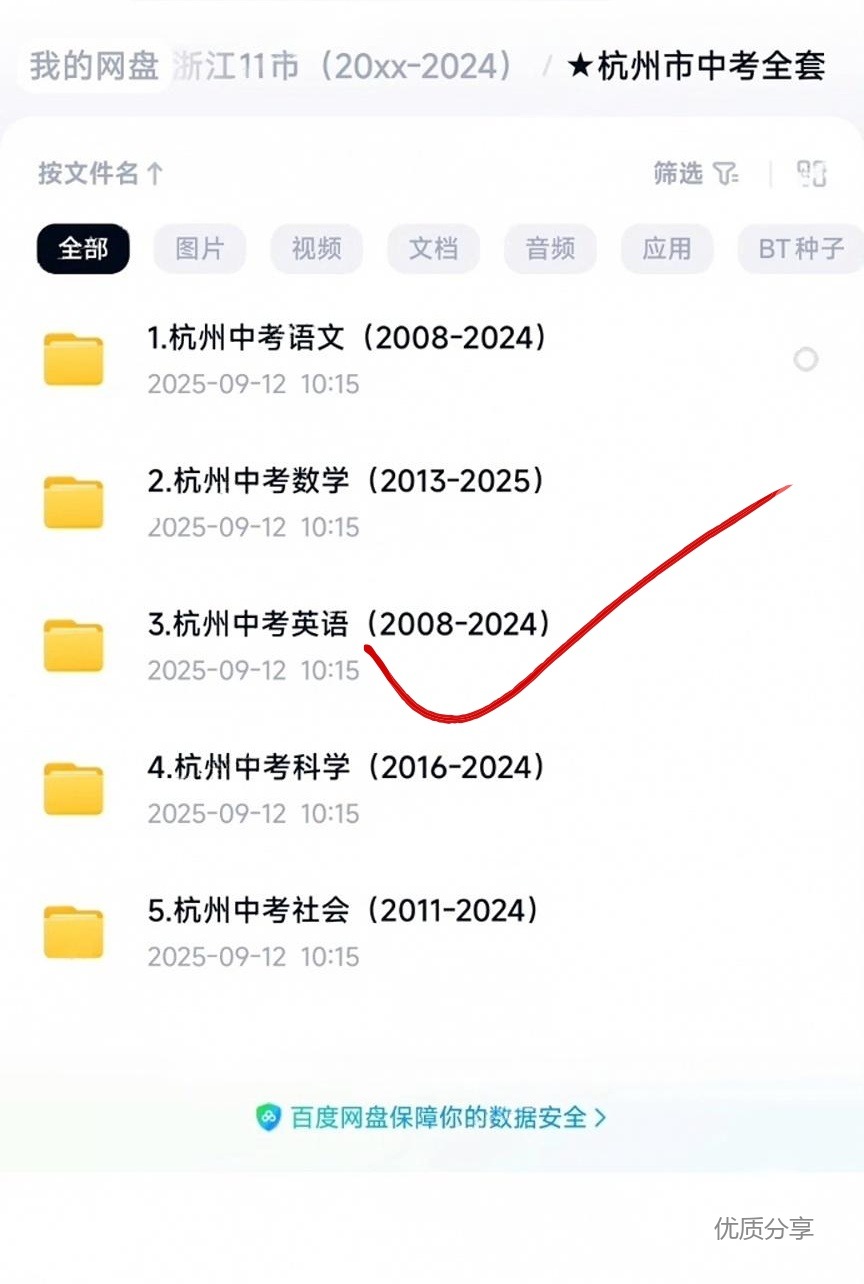 我的网盘 浙江11市（20xx-2024） / ★杭州市中考全套
按文件名↑ 筛选
全部 图片 视频 文档 音频 应用 BT种子
1.杭州中考语文（2008-2024）
2025-09-12 10:15
2.杭州中考数学（2013-2025）
2025-09-12 10:15
3.杭州中考英语（2008-2024）
2025-09-12 10:15
4.杭州中考科学（2016-2024）
2025-09-12 10:15
5.杭州中考社会（2011-2024）
2025-09-12 10:15
百度网盘保障你的数据安全 >
优质分享